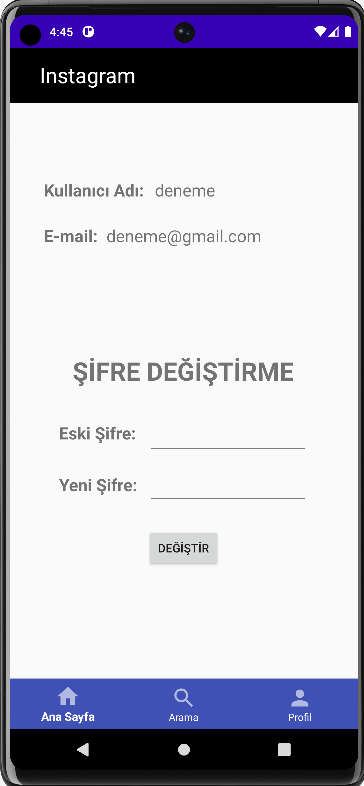 4:45
Instagram
Kullanıcı Adı: deneme
E-mail: deneme@gmail.com
ŞİFRE DEĞİŞTİRME
Eski Şifre:
Yeni Şifre:
DEĞİŞTİR
Ana Sayfa Arama Profil